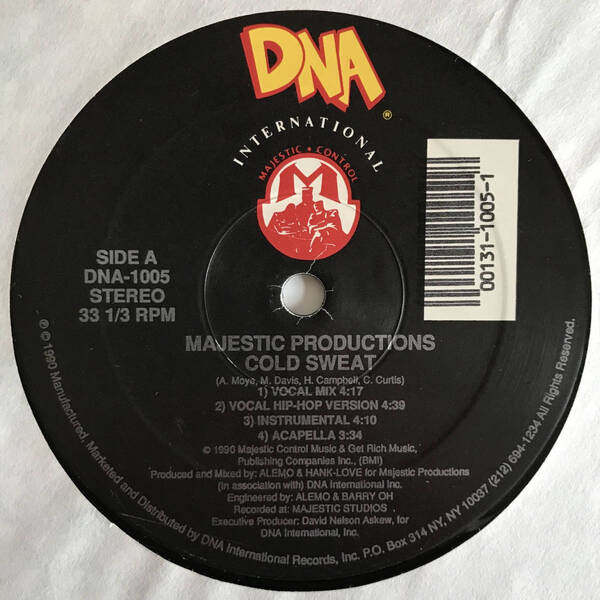 DNA
®
INTERNATIONAL
MAJESTIC • CONTROL
M
00131-1005-1
SIDE A
DNA-1005
STEREO
33 1/3 RPM
MAJESTIC PRODUCTIONS
COLD SWEAT
(A. Moye, M. Davis, H. Campbell, C. Curtis)
1) VOCAL MIX 4:17
2) VOCAL HIP-HOP VERSION 4:39
3) INSTRUMENTAL 4:10
4) ACAPELLA 3:34
© 1990 Majestic Control Music & Get Rich Music,
Publishing Companies Inc., (BMI)
Produced and Mixed by: ALEMO & HANK-LOVE for Majestic Productions
(in association with) DNA International Inc.
Engineered by: ALEMO & BARRY OH
Recorded at: MAJESTIC STUDIOS.
Executive Producer: David Nelson Askew, for
DNA International, Inc.
℗ © 1990 Manufactured, Marketed and Distributed by DNA International Records, Inc. P.O. Box 314 NY, NY 10037 (212) 694-1234 All Rights Reserved.